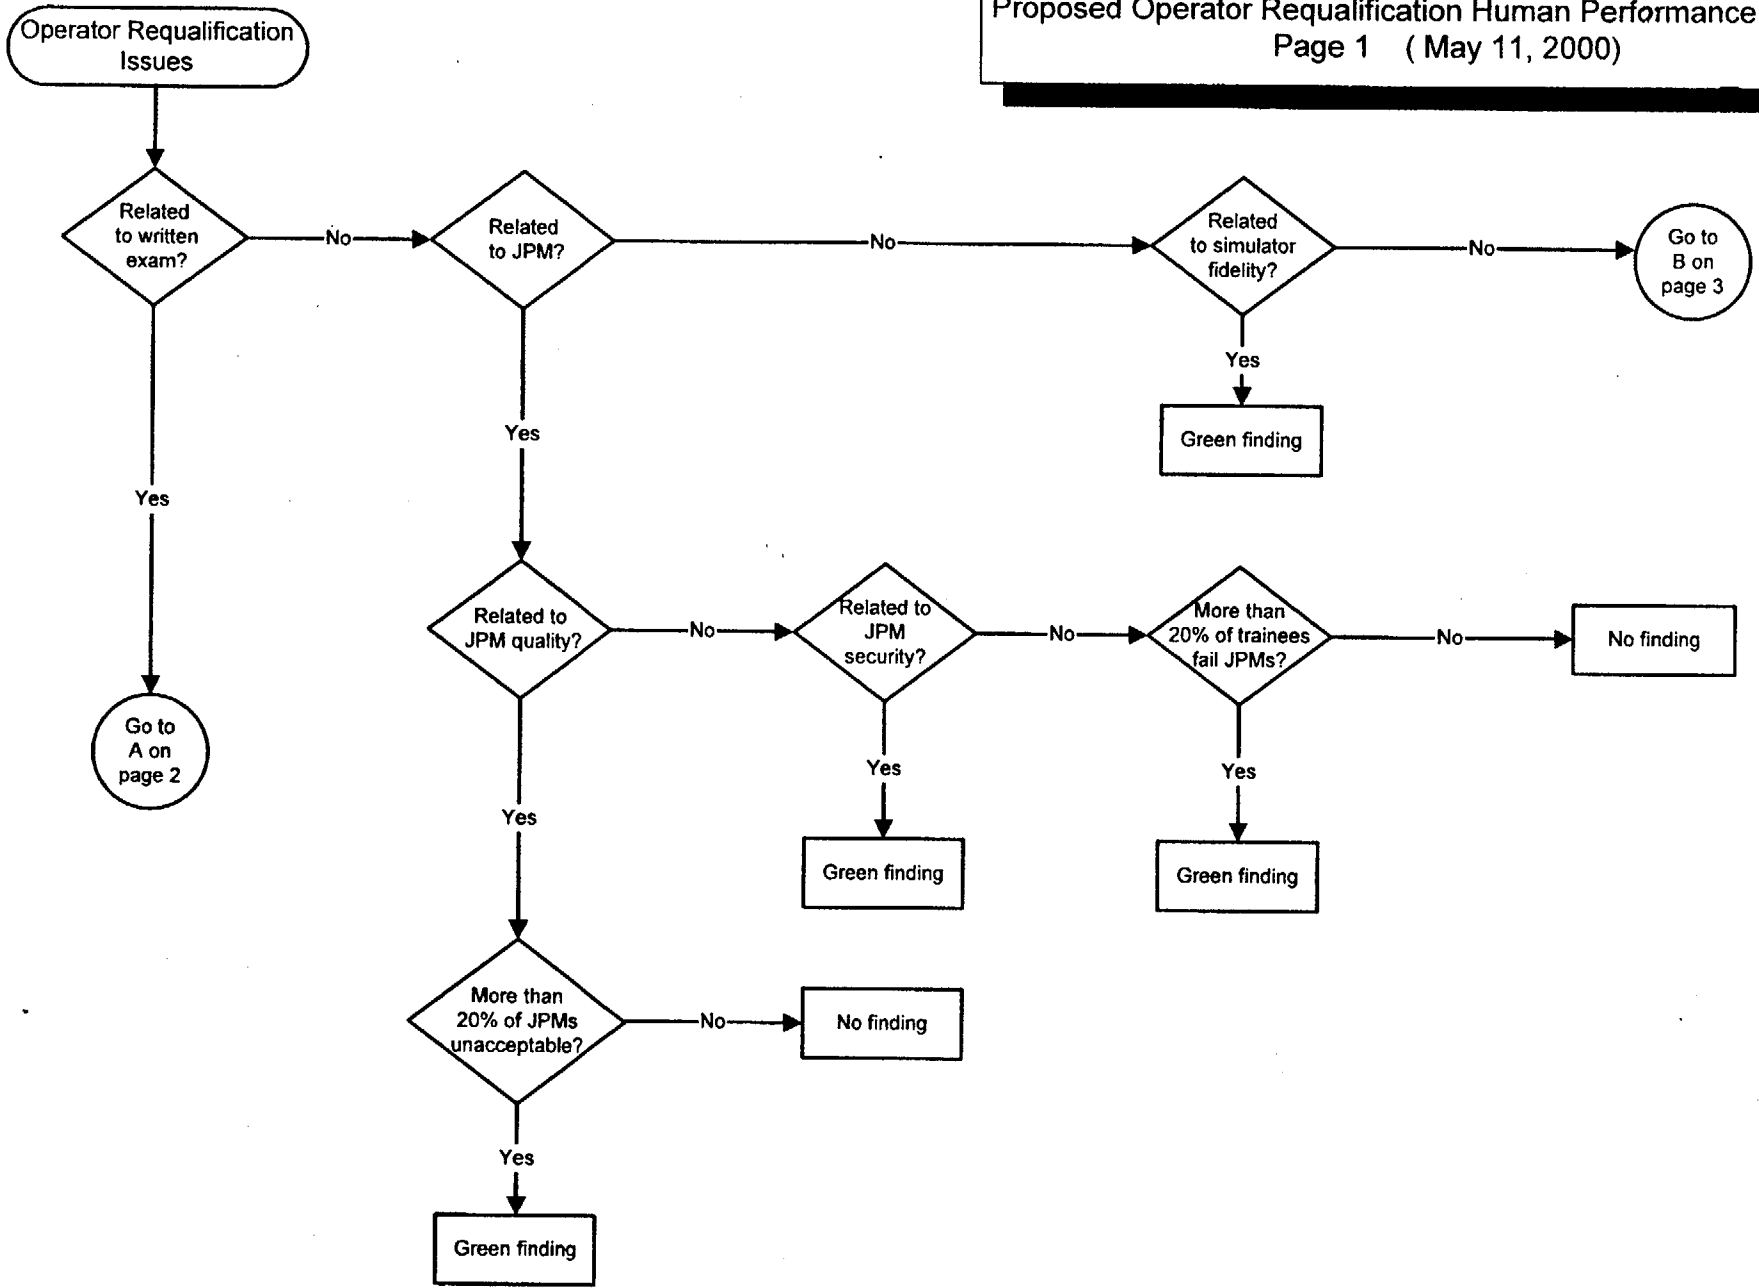 Proposed Operator Requalification Human Performance
Page 1 ( May 11, 2000)
Operator Requalification
Issues
Related
to written
exam?
No
Related
to JPM?
No
Related
to simulator
fidelity?
No
Go to
B on
page 3
Yes
Green finding
Yes
Yes
Go to
A on
page 2
Related to
JPM quality?
No
Related to
JPM
security?
No
More than
20% of trainees
fail JPMs?
No
No finding
Yes
Green finding
Yes
Green finding
Yes
More than
20% of JPMs
unacceptable?
No
No finding
Yes
Green finding